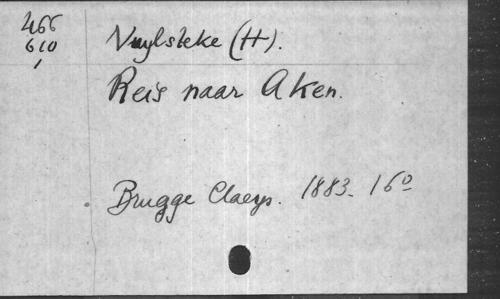 466
610
1
Vuylsteke (H).
Reis naar Aken.
Brugge Claeys. 1883. 16º